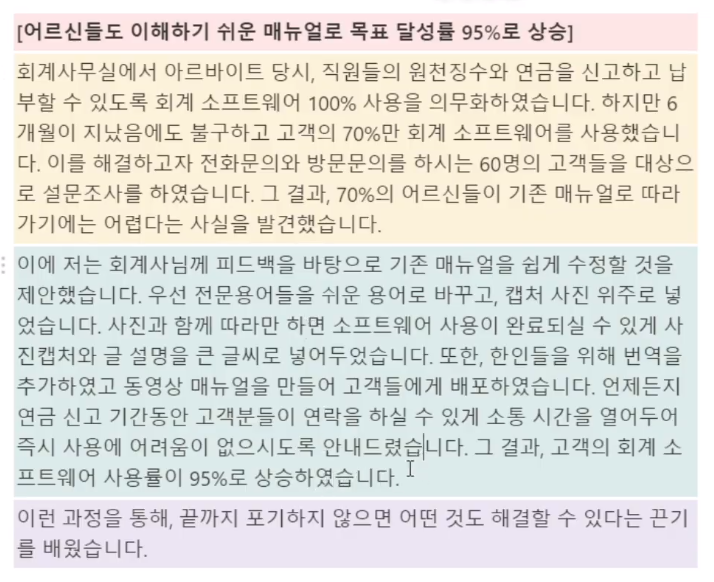 [어르신들도 이해하기 쉬운 매뉴얼로 목표 달성률 95%로 상승]
회계사무실에서 아르바이트 당시, 직원들의 원천징수와 연금을 신고하고 납
부할 수 있도록 회계 소프트웨어 100% 사용을 의무화하였습니다. 하지만 6
개월이 지났음에도 불구하고 고객의 70%만 회계 소프트웨어를 사용했습니
다. 이를 해결하고자 전화문의와 방문문의를 하시는 60명의 고객들을 대상으
로 설문조사를 하였습니다. 그 결과, 70%의 어르신들이 기존 매뉴얼로 따라
가기에는 어렵다는 사실을 발견했습니다.
이에 저는 회계사님께 피드백을 바탕으로 기존 매뉴얼을 쉽게 수정할 것을
제안했습니다. 우선 전문용어들을 쉬운 용어로 바꾸고, 캡처 사진 위주로 넣
었습니다. 사진과 함께 따라만 하면 소프트웨어 사용이 완료되실 수 있게 사
진캡처와 글 설명을 큰 글씨로 넣어두었습니다. 또한, 한인들을 위해 번역을
추가하였고 동영상 매뉴얼을 만들어 고객들에게 배포하였습니다. 언제든지
연금 신고 기간동안 고객분들이 연락을 하실 수 있게 소통 시간을 열어두어
즉시 사용에 어려움이 없으시도록 안내드렸습니다. 그 결과, 고객의 회계 소
프트웨어 사용률이 95%로 상승하였습니다.
이런 과정을 통해, 끝까지 포기하지 않으면 어떤 것도 해결할 수 있다는 끈기
를 배웠습니다.